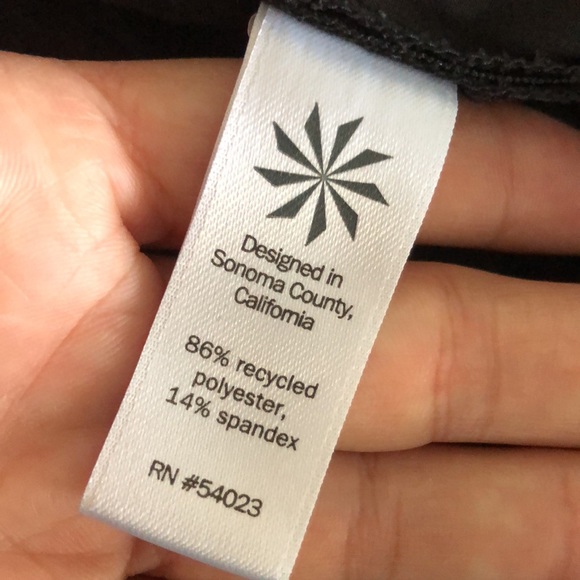 Designed in
Sonoma County,
California
86% recycled
polyester,
14% spandex
RN #54023